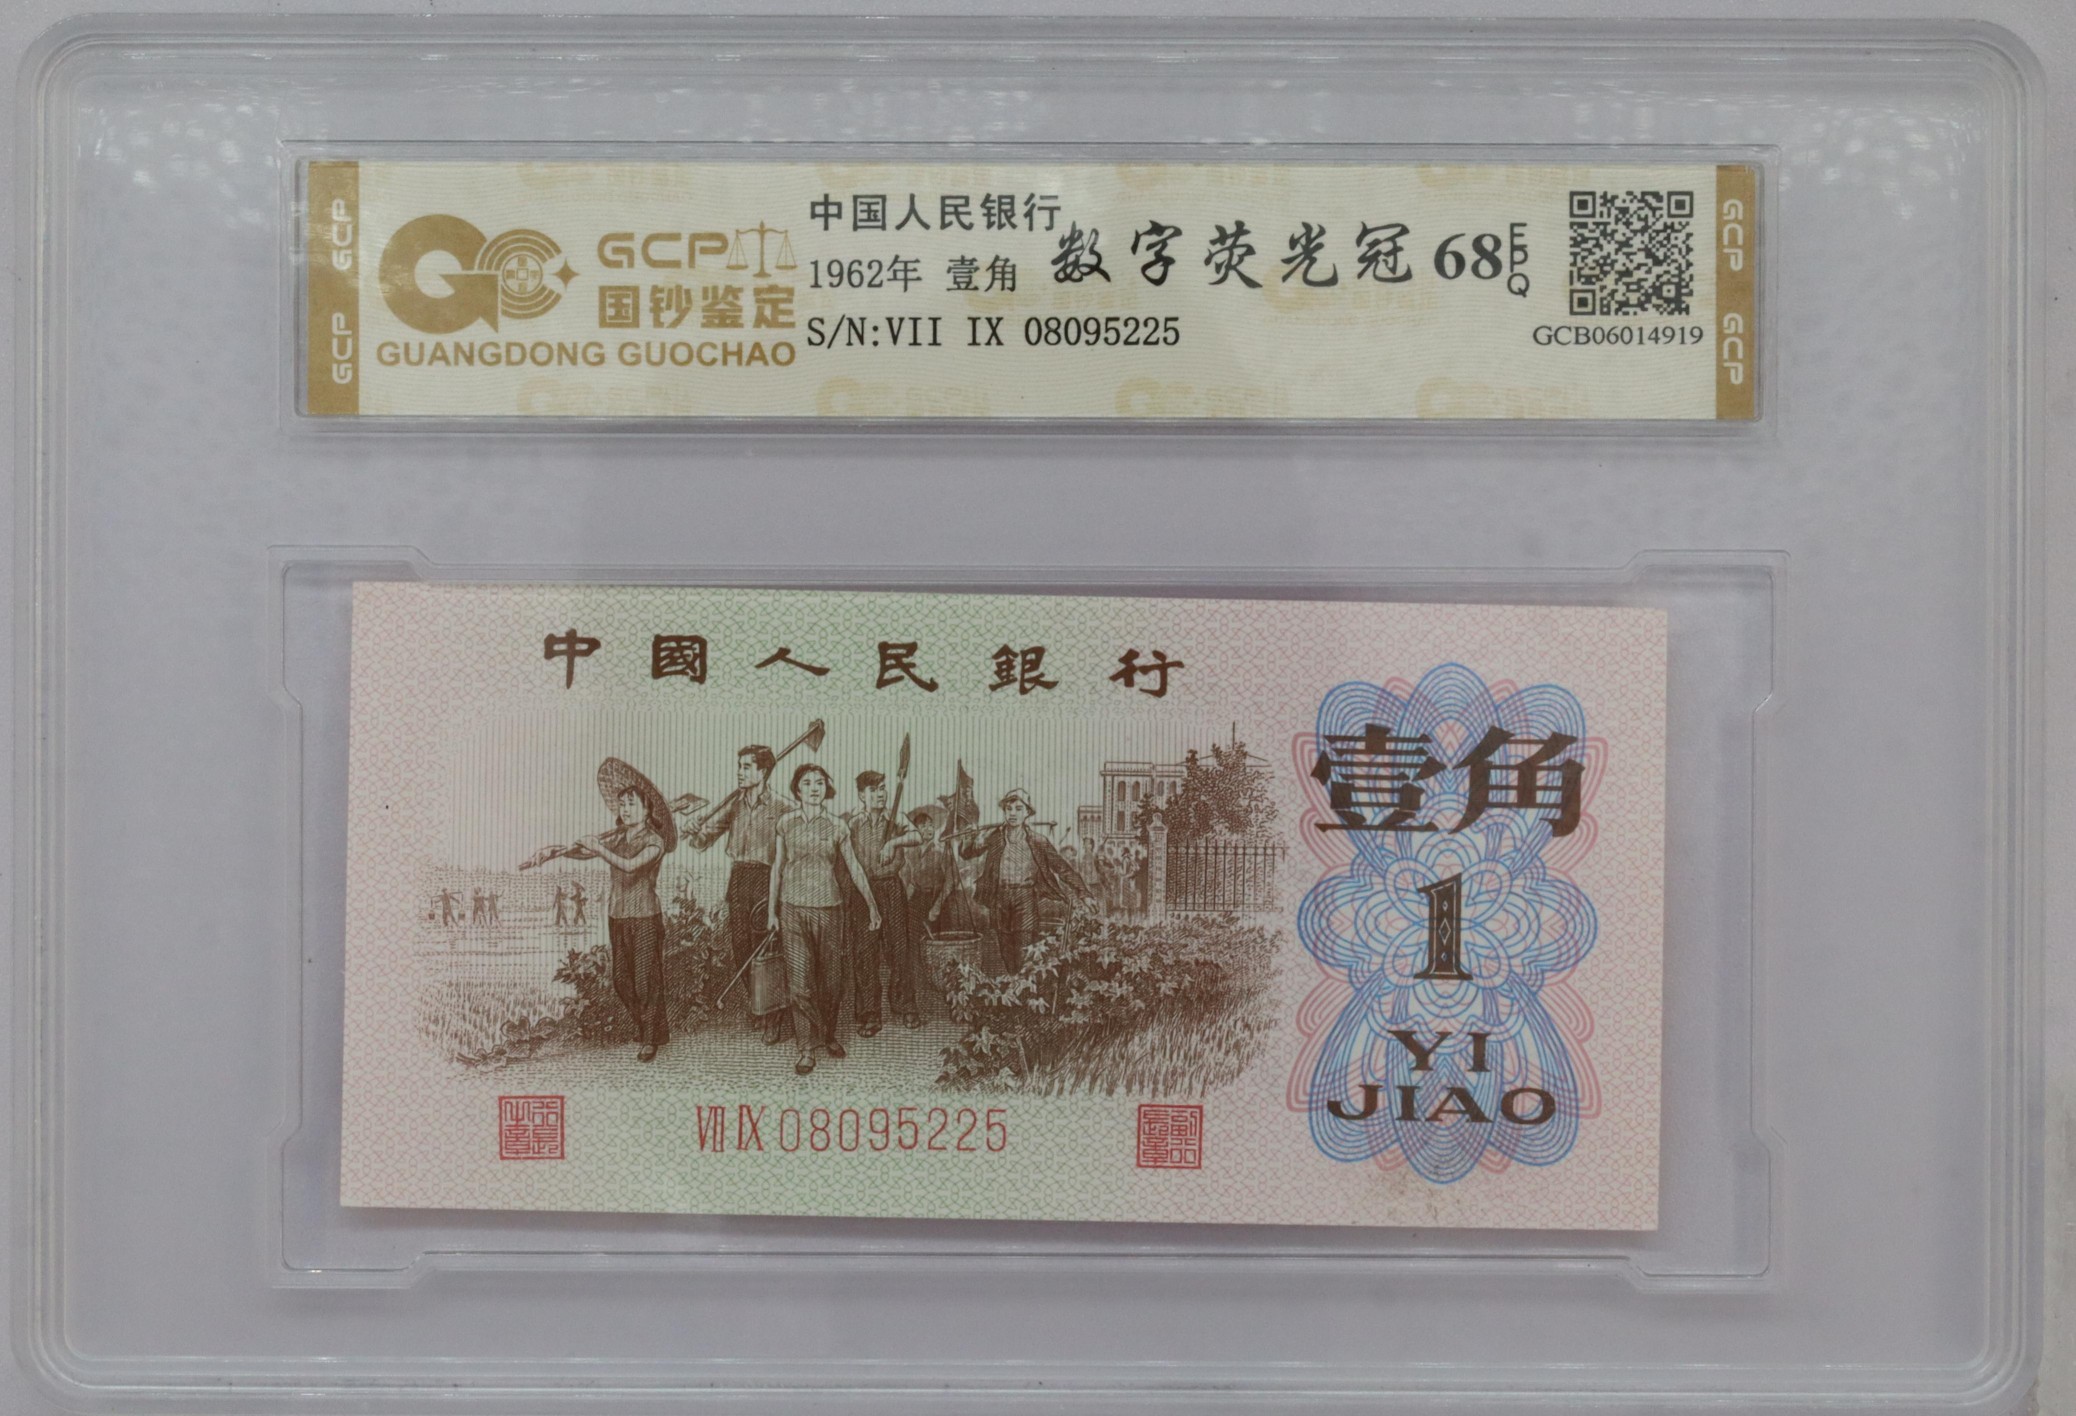 GCP GCP
GCP
国钞鉴定
GUANGDONG GUOCHAO
中国人民银行
1962年 壹角
数字荧光冠 68 EPQ
S/N:VII IX 08095225
GCB06014919
GCP GCP
中國人民銀行
壹角
1
YI
JIAO
VII IX 08095225